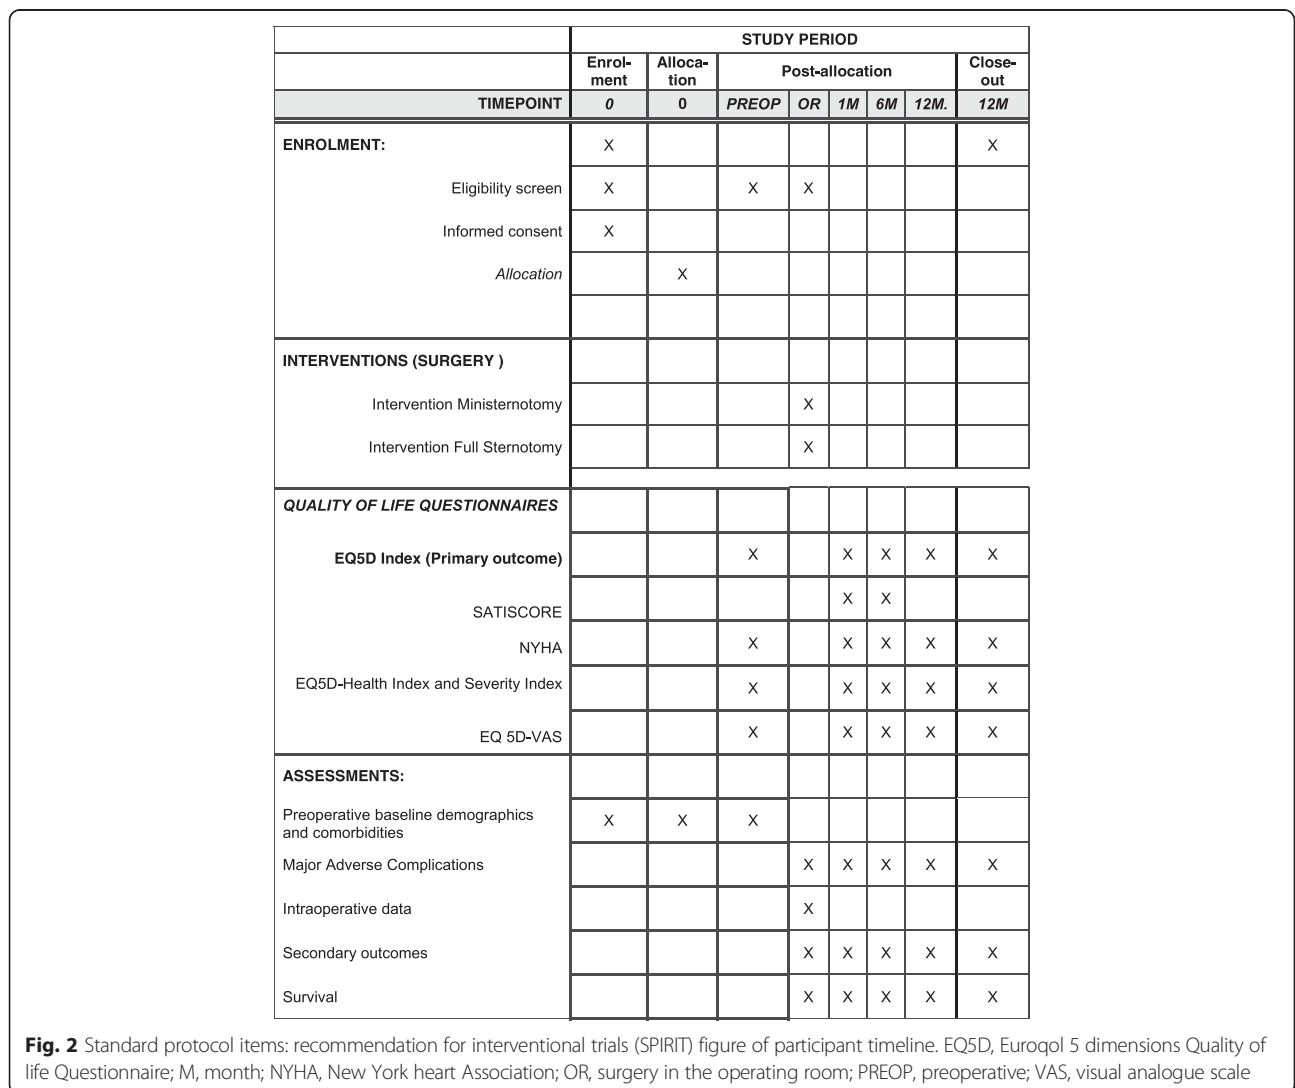 STUDY PERIOD
Enrol-
ment
Alloca-
tion
Post-allocation
Close-
out
TIMEPOINT 0 0 PREOP OR 1M 6M 12M. 12M
ENROLMENT: X X
Eligibility screen X X X
Informed consent X
Allocation X
INTERVENTIONS (SURGERY )
Intervention Ministernotomy X
Intervention Full Sternotomy X
QUALITY OF LIFE QUESTIONNAIRES
EQ5D Index (Primary outcome) X X X X X
SATISCORE X X
NYHA X X X X X
EQ5D-Health Index and Severity Index X X X X X
EQ 5D-VAS X X X X X
ASSESSMENTS:
Preoperative baseline demographics
and comorbidities X X X
Major Adverse Complications X X X X X
Intraoperative data X
Secondary outcomes X X X X X
Survival X X X X X
Fig. 2 Standard protocol items: recommendation for interventional trials (SPIRIT) figure of participant timeline. EQ5D, Euroqol 5 dimensions Quality of
life Questionnaire; M, month; NYHA, New York heart Association; OR, surgery in the operating room; PREOP, preoperative; VAS, visual analogue scale